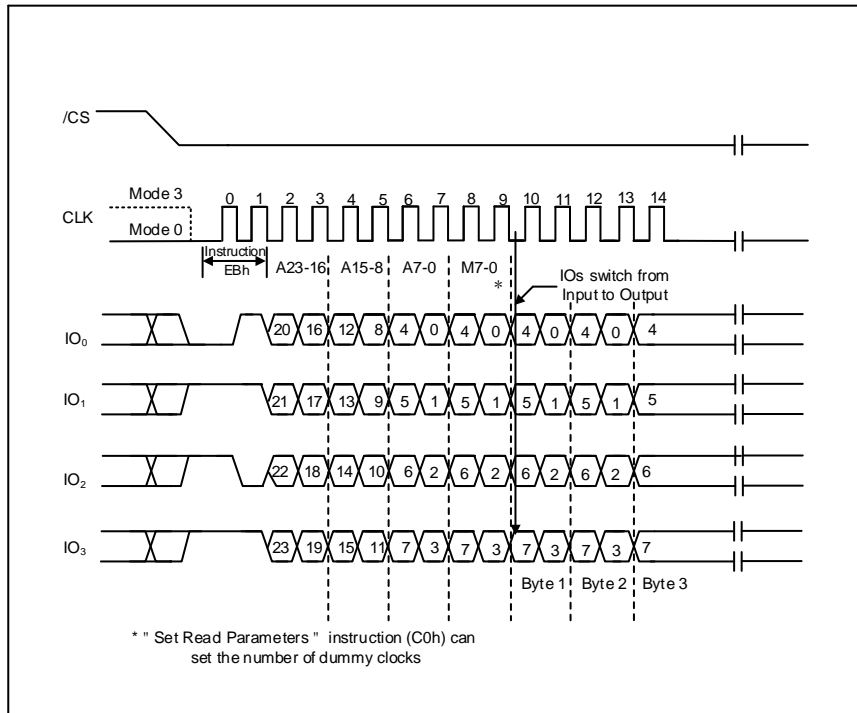 /CS
Mode 3
CLK
Mode 0
0 1 2 3 4 5 6 7 8 9 10 11 12 13 14
Instruction
EBh
A23-16 A15-8 A7-0 M7-0
*
IOs switch from
Input to Output
IO0 20 16 12 8 4 0 4 0 4 0 4 0 4
IO1 21 17 13 9 5 1 5 1 5 1 5 1 5
IO2 22 18 14 10 6 2 6 2 6 2 6 2 6
IO3 23 19 15 11 7 3 7 3 7 3 7 3 7
Byte 1 Byte 2 Byte 3
* " Set Read Parameters " instruction (C0h) can
set the number of dummy clocks